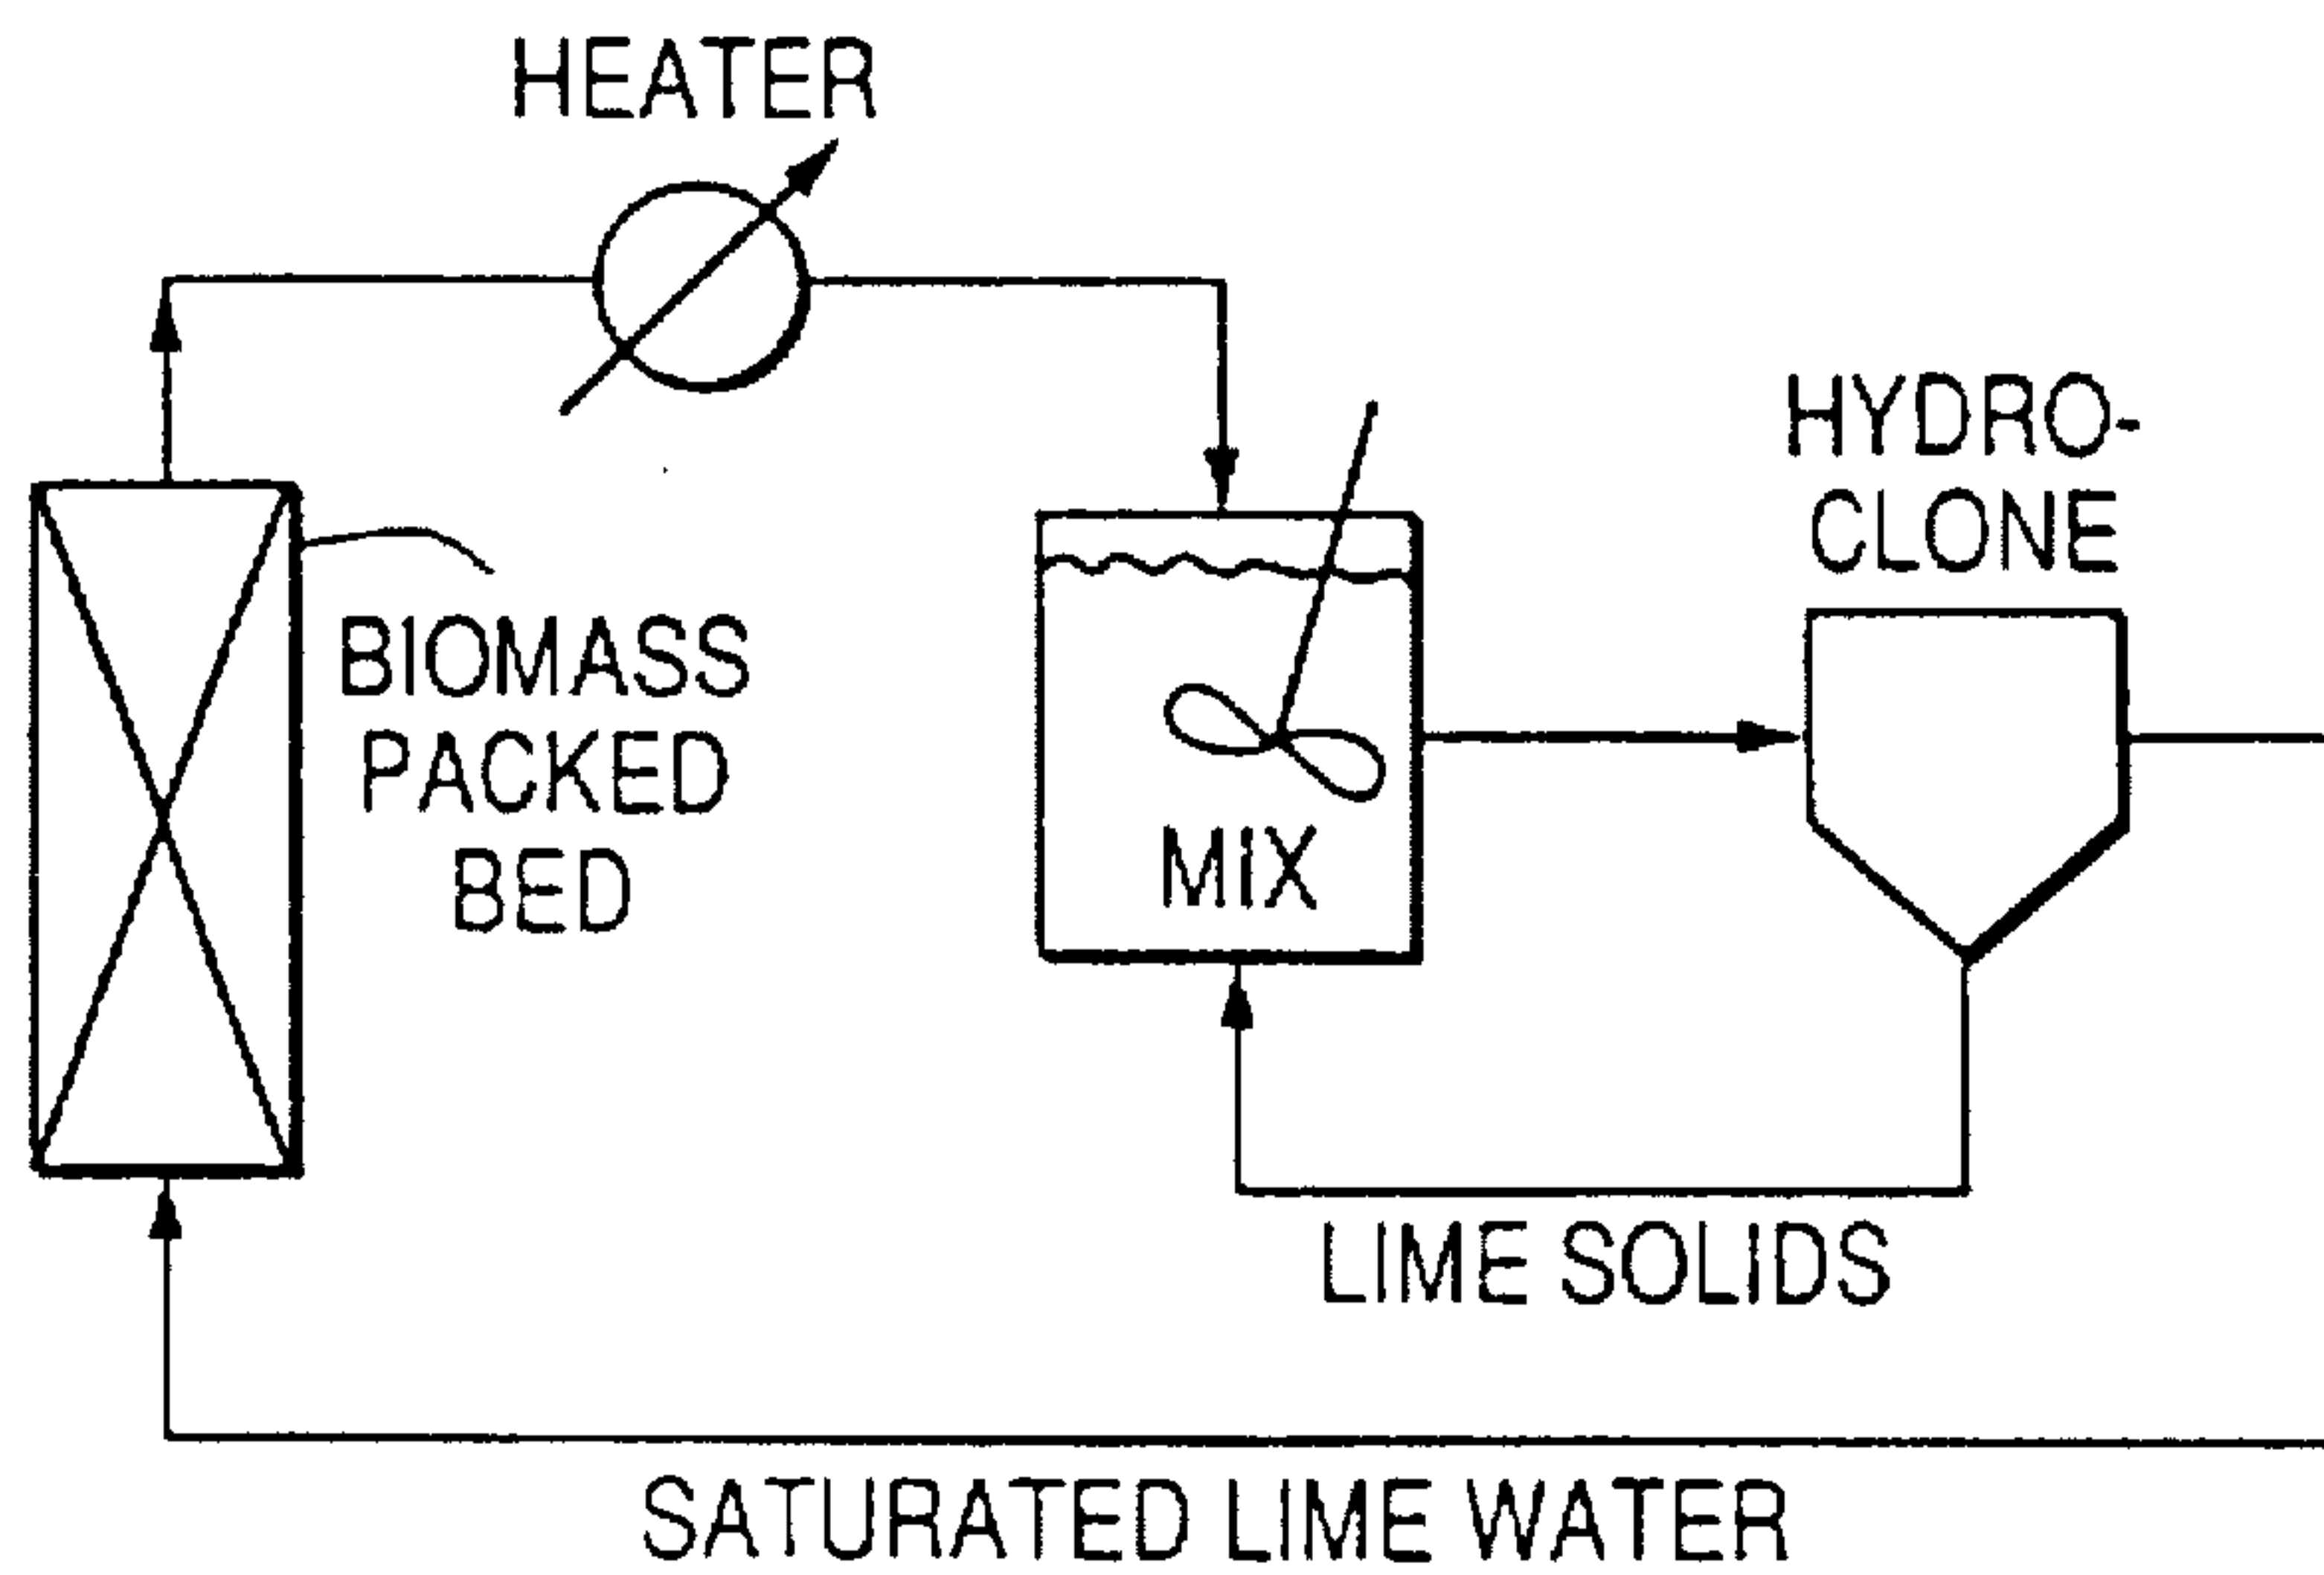 HEATER
HYDRO-
CLONE
BIOMASS
PACKED
BED
MIX
LIME SOLIDS
SATURATED LIME WATER